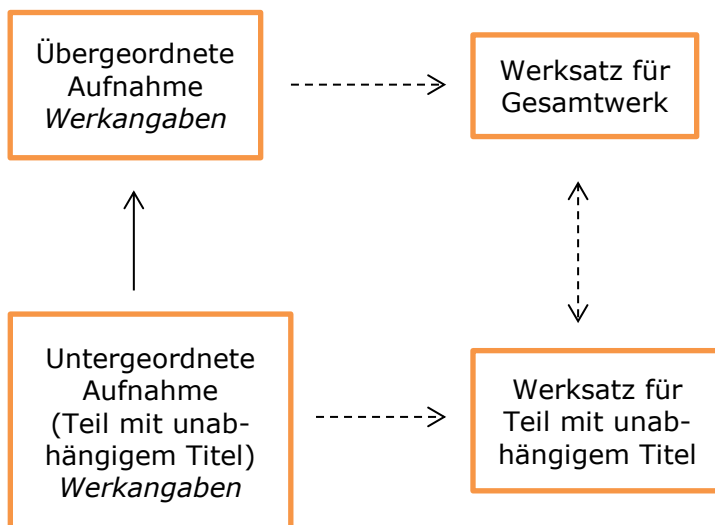 Übergeordnete
Aufnahme
Werkangaben
Werksatz für
Gesamtwerk
Untergeordnete
Aufnahme
(Teil mit unab-
hängigem Titel)
Werkangaben
Werksatz für
Teil mit unab-
hängigem Titel